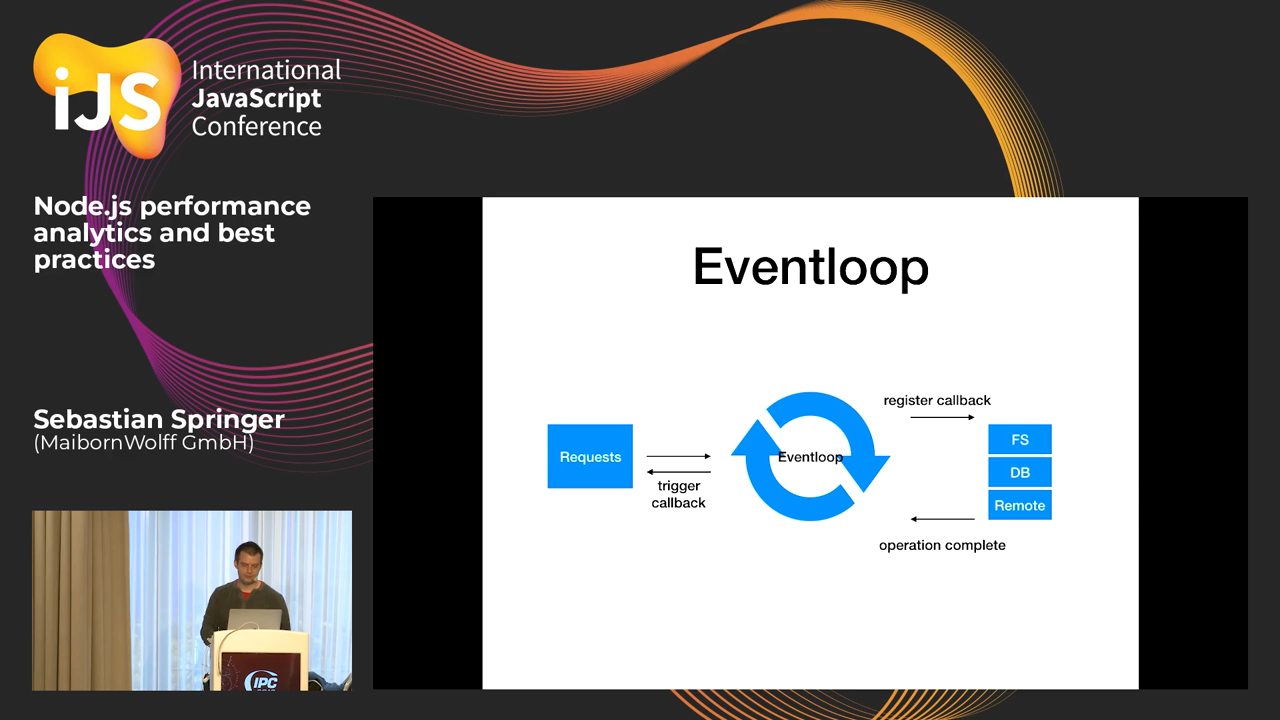 iJS
International
JavaScript
Conference
Node.js performance
analytics and best
practices
Sebastian Springer
(MaibornWolff GmbH)
IPC
Eventloop
Requests
trigger
callback
Eventloop
register callback
FS
DB
Remote
operation complete